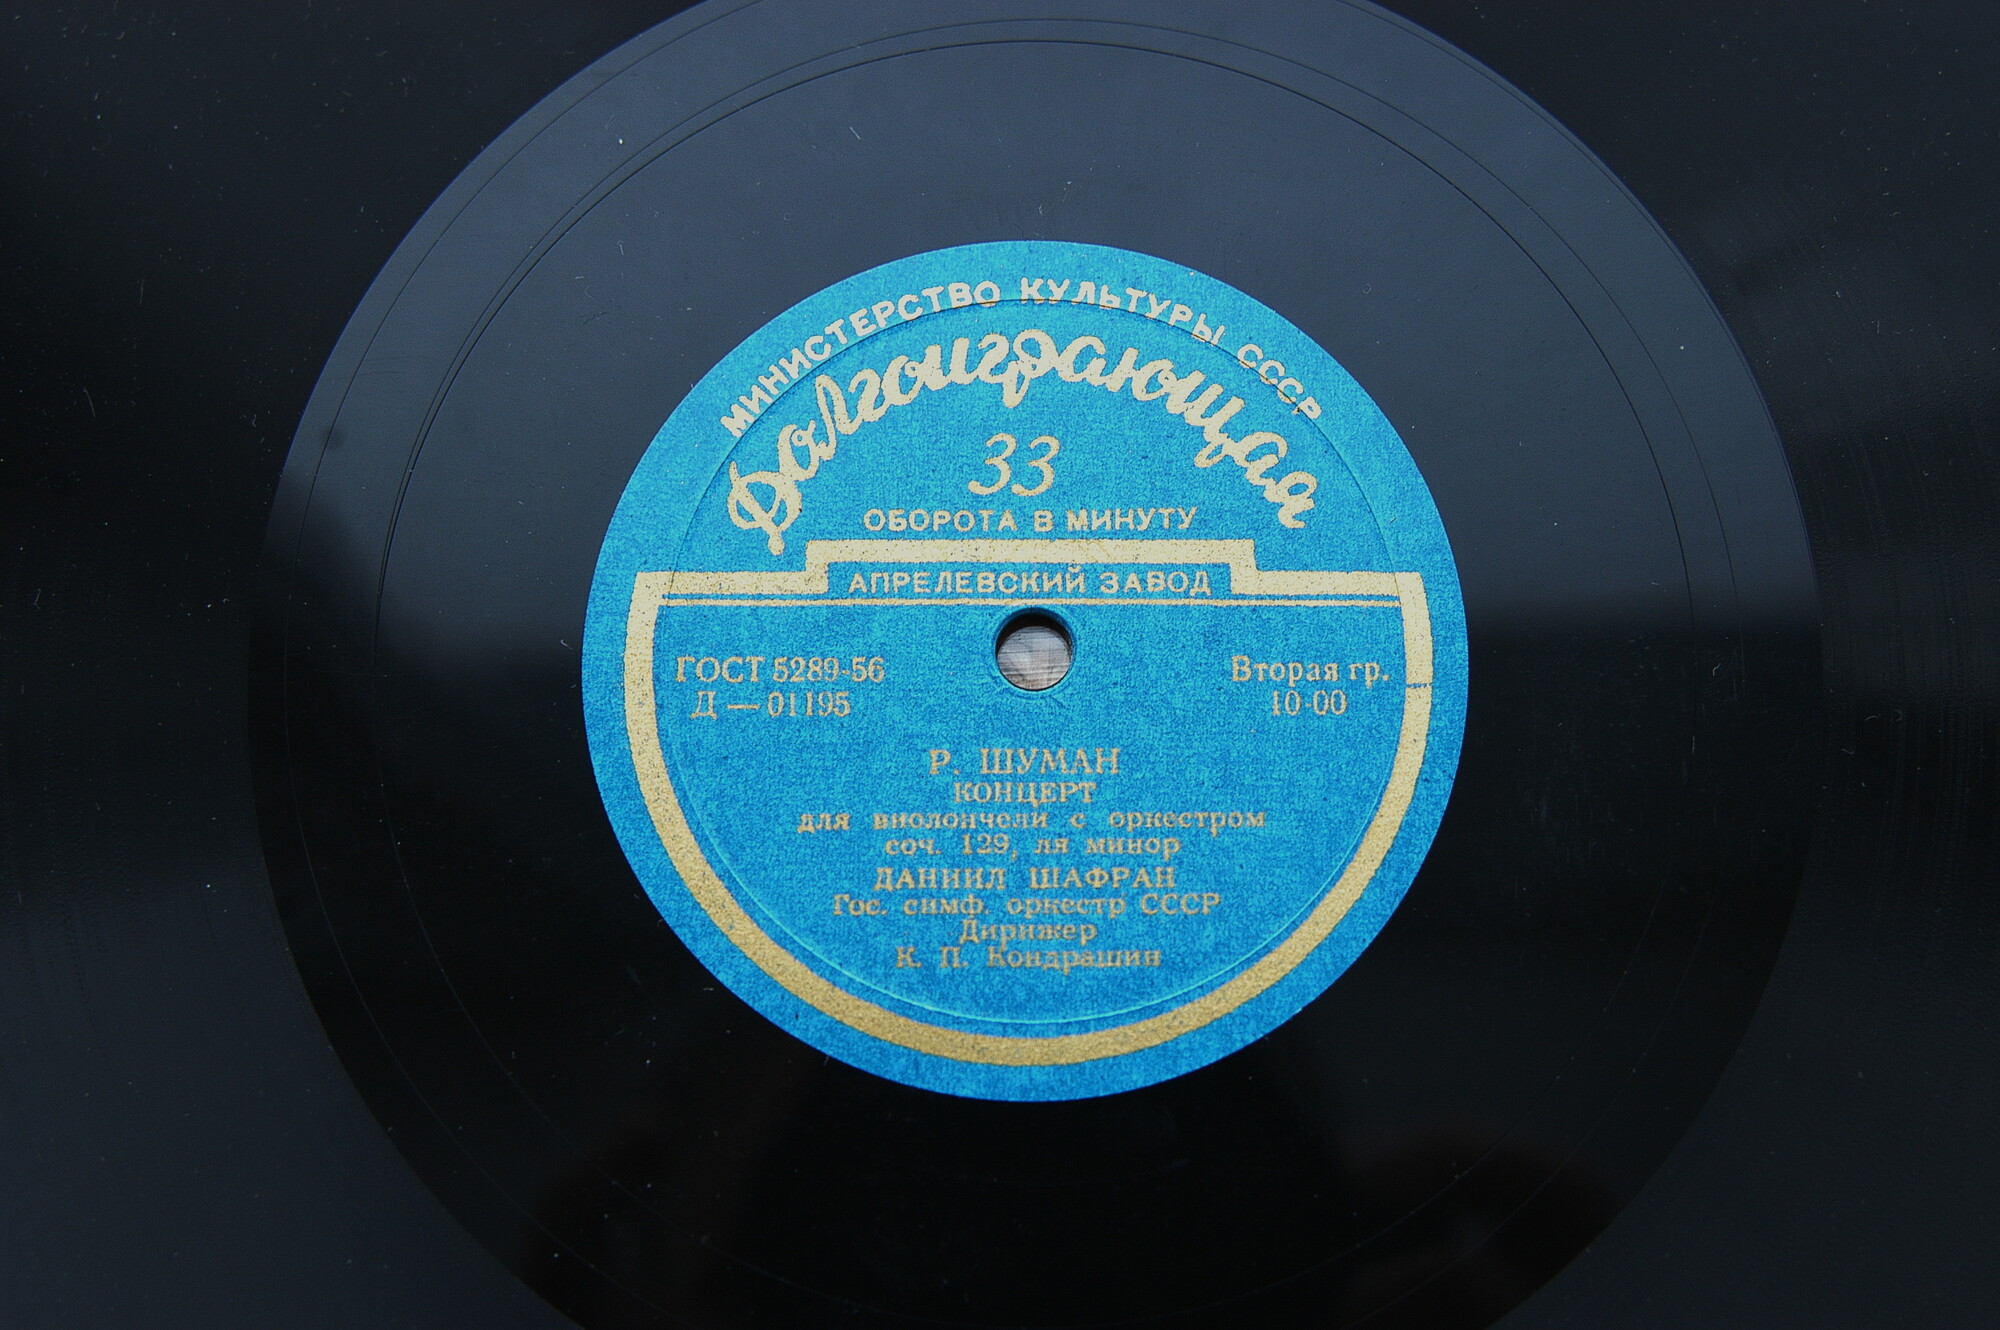 МИНИСТЕРСТВО КУЛЬТУРЫ СССР
Долгоиграющая
33
ОБОРОТА В МИНУТУ
АПРЕЛЕВСКИЙ ЗАВОД
ГОСТ 5289-56
Д — 01195
Вторая гр.
10-00
Р. ШУМАН
КОНЦЕРТ
для виолончели с оркестром
соч. 129, ля минор
ДАНИИЛ ШАФРАН
Гос. симф. оркестр СССР
Дирижер
К. П. Кондрашин